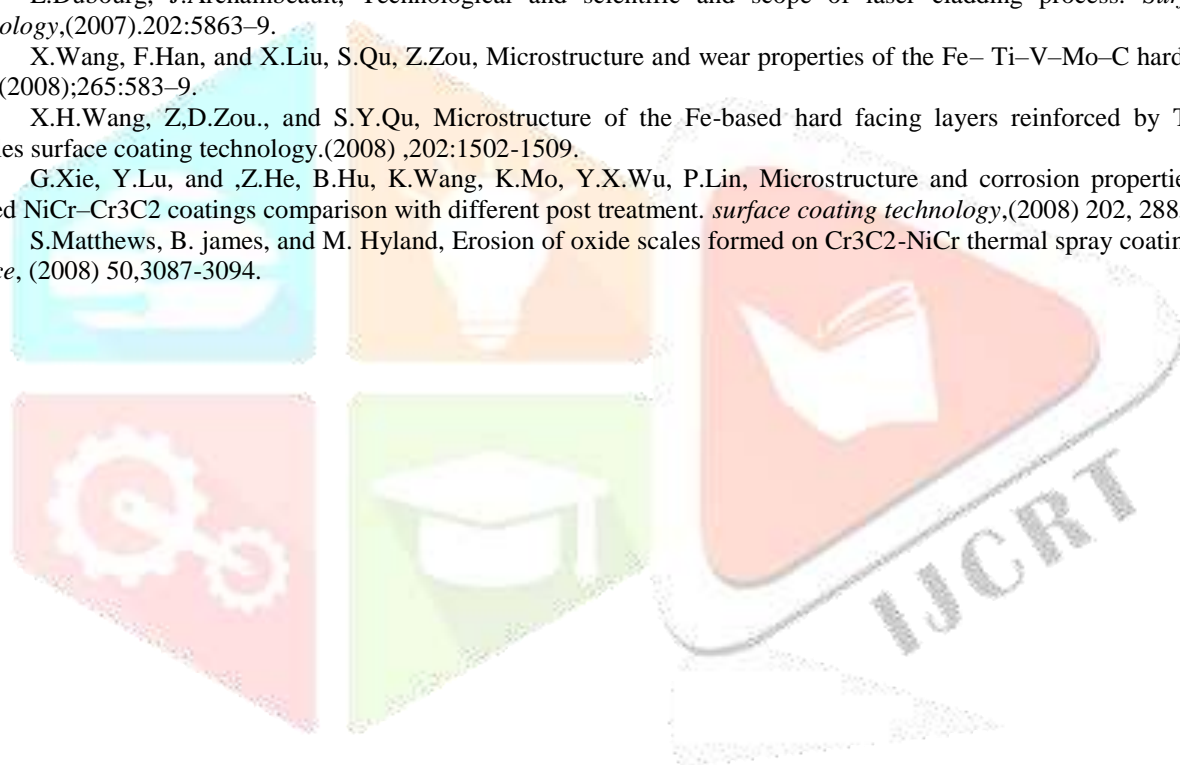 L.Dubourg, J.Archambeault, Technological and scientific and scope of laser cladding process.
ology,(2007).202:5863–9.
X.Wang, F.Han, and X.Liu, S.Qu, Z.Zou, Microstructure and wear properties of the Fe– Ti–V–Mo–C hard
(2008);265:583–9.
X.H.Wang, Z,D.Zou., and S.Y.Qu, Microstructure of the Fe-based hard facing layers reinforced by T
es surface coating technology.(2008) ,202:1502-1509.
G.Xie, Y.Lu, and ,Z.He, B.Hu, K.Wang, K.Mo, Y.X.Wu, P.Lin, Microstructure and corrosion propertie
ed NiCr–Cr3C2 coatings comparison with different post treatment. surface coating technology,(2008) 202, 288
S.Matthews, B. james, and M. Hyland, Erosion of oxide scales formed on Cr3C2-NiCr thermal spray coatin
ce, (2008) 50,3087-3094.
IJCRT